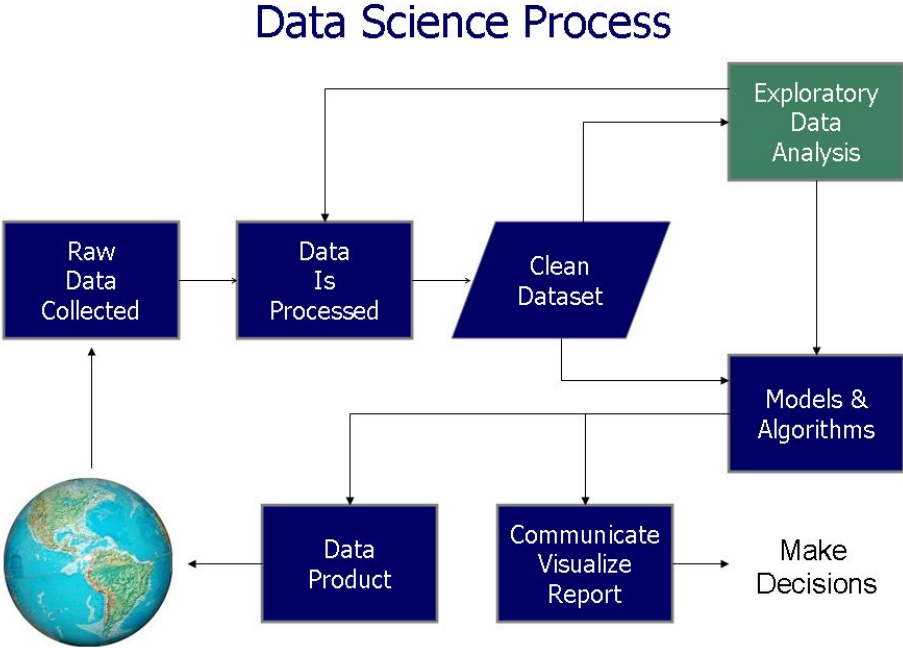 Data Science Process
Exploratory
Data
Analysis
Raw
Data
Collected
Data
Is
Processed
Clean
Dataset
Models &
Algorithms
Data
Product
Communicate
Visualize
Report
Make
Decisions